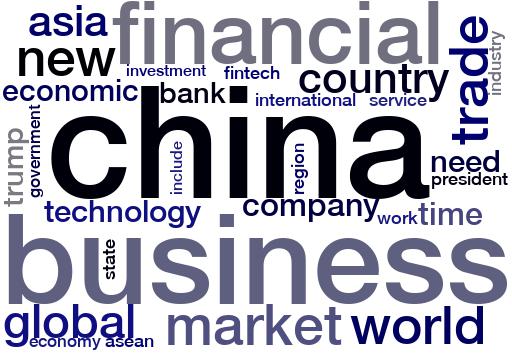 asia
financial
trade
industry
new
investment
fintech
country
economic
bank
international
service
china
trump
government
include
region
need
president
technology
company
work
time
business
state
global
economy
asean
market
world